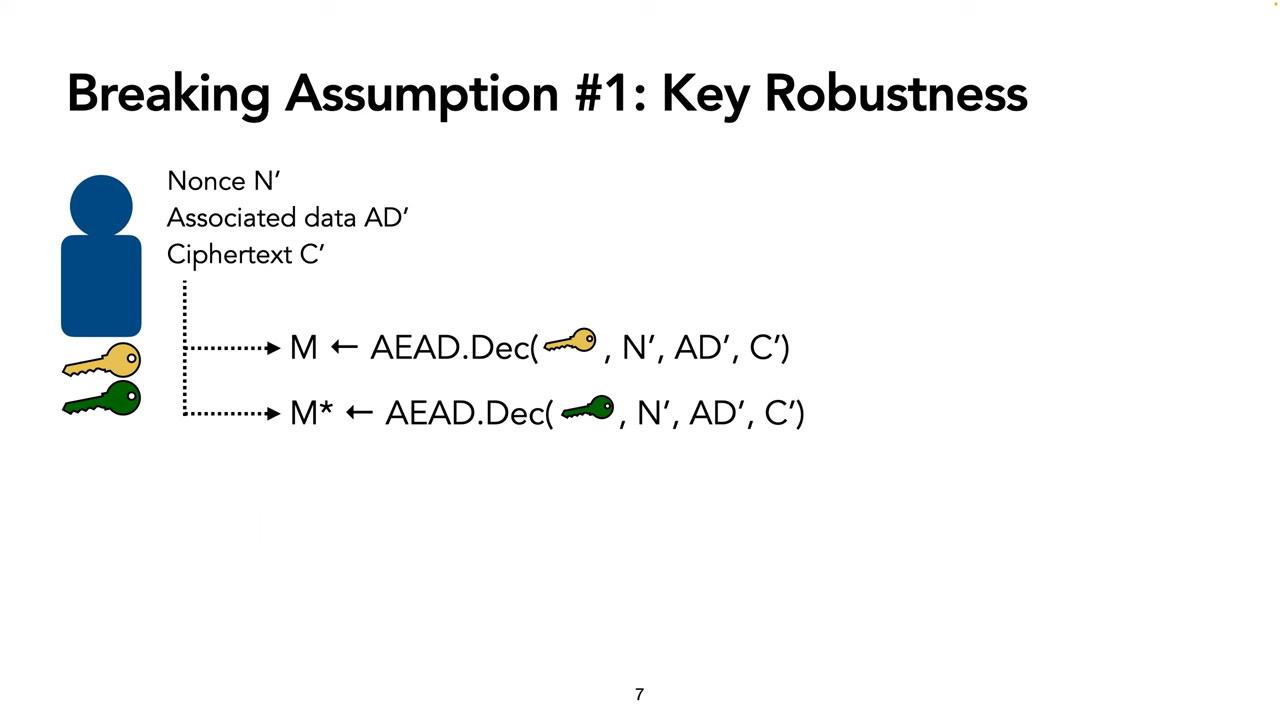 Breaking Assumption #1: Key Robustness
Nonce N’
Associated data AD’
Ciphertext C’
M ← AEAD.Dec( , N’, AD’, C’)
M* ← AEAD.Dec( , N’, AD’, C’)
7